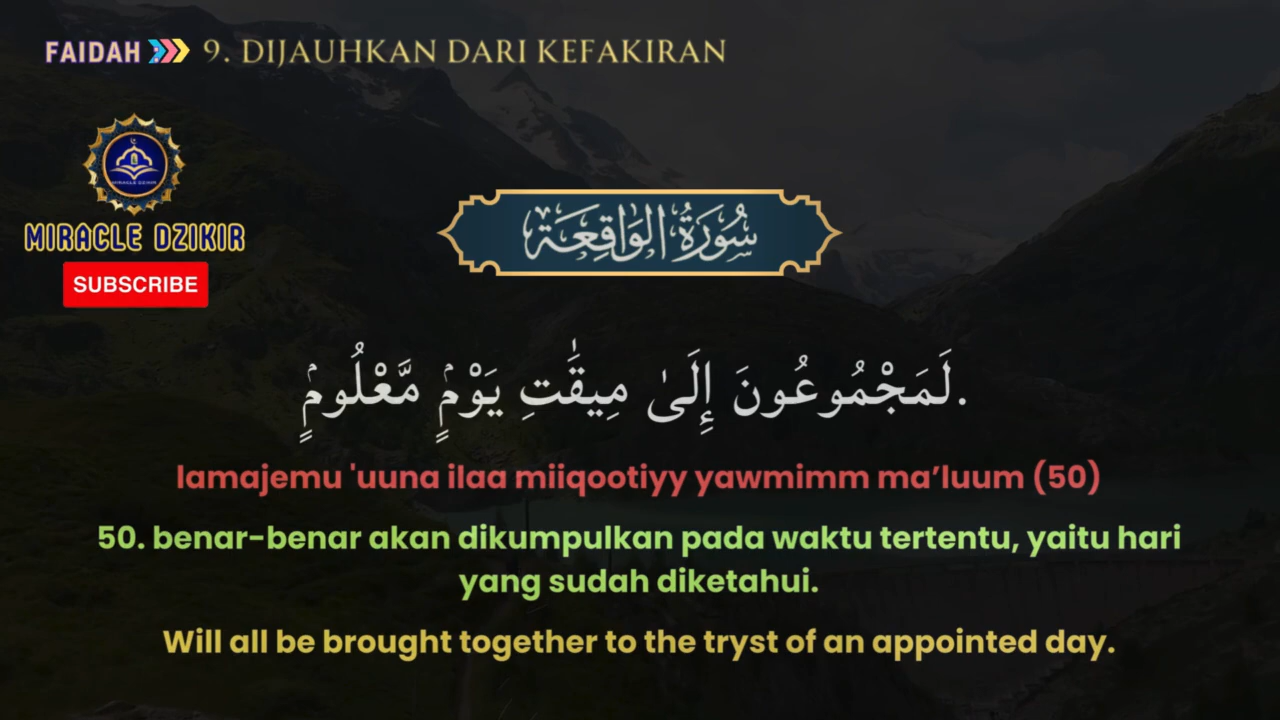 FAIDAH 9. DIJAUHKAN DARI KEFAKIRAN
MIRACLE DZIKIR
MIRACLE DZIKIR
SUBSCRIBE
سُورَةُ الوَاقِعَة
لَمَجْمُوعُونَ إِلَىٰ مِيقَٰتِ يَوْمٍۢ مَّعْلُومٍۢ.
lamajemu 'uuna ilaa miiqootiyy yawmimm ma’luum (50)
50. benar-benar akan dikumpulkan pada waktu tertentu, yaitu hari
yang sudah diketahui.
Will all be brought together to the tryst of an appointed day.